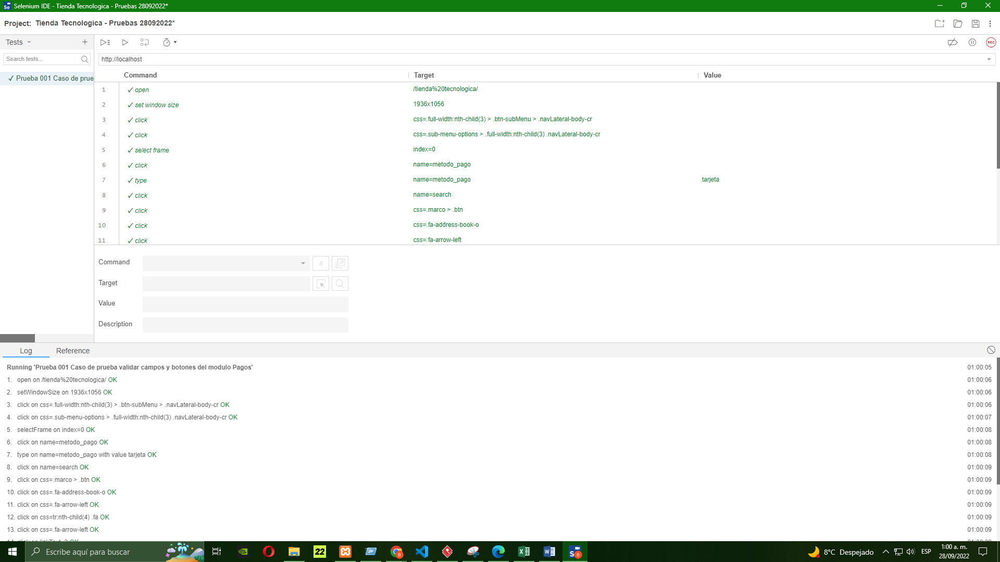 Selenium IDE - Tienda Tecnologica - Pruebas 28092022*
Project: Tienda Tecnologica - Pruebas 28092022*
Tests
REC
Search tests...
http://localhost
✓ Prueba 001 Caso de prue
Command Target Value
1 ✓ open /tienda%20tecnologica/
2 ✓ set window size 1936x1056
3 ✓ click css=.full-width:nth-child(3) > .btn-subMenu > .navLateral-body-cr
4 ✓ click css=.sub-menu-options > .full-width:nth-child(3) .navLateral-body-cr
5 ✓ select frame index=0
6 ✓ click name=metodo_pago
7 ✓ type name=metodo_pago tarjeta
8 ✓ click name=search
9 ✓ click css=.marco > .btn
10 ✓ click css=.fa-address-book-o
11 ✓ click css=.fa-arrow-left
Command //
Target
Value
Description
Log Reference
Running 'Prueba 001 Caso de prueba validar campos y botones del modulo Pagos' 01:00:05
1. open on /tienda%20tecnologica/ OK 01:00:06
2. setWindowSize on 1936x1056 OK 01:00:06
3. click on css=.full-width:nth-child(3) > .btn-subMenu > .navLateral-body-cr OK 01:00:06
4. click on css=.sub-menu-options > .full-width:nth-child(3) .navLateral-body-cr OK 01:00:07
5. selectFrame on index=0 OK 01:00:08
6. click on name=metodo_pago OK 01:00:08
7. type on name=metodo_pago with value tarjeta OK 01:00:08
8. click on name=search OK 01:00:09
9. click on css=.marco > .btn OK 01:00:09
10. click on css=.fa-address-book-o OK 01:00:09
11. click on css=.fa-arrow-left OK 01:00:09
12. click on css=tr:nth-child(4) .fa OK 01:00:09
13. click on css=.fa-arrow-left OK 01:00:09
Escribe aquí para buscar
22
8°C Despejado
ESP
1:00 a. m.
28/09/2022